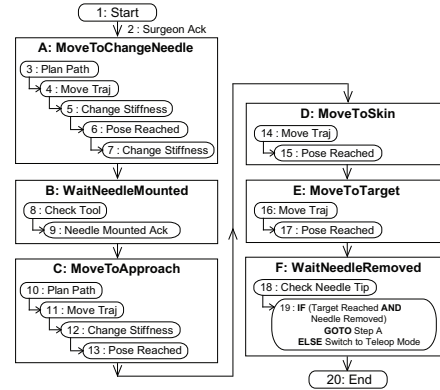 1: Start
2 : Surgeon Ack
A: MoveToChangeNeedle
3 : Plan Path
4 : Move Traj
5 : Change Stiffness
6 : Pose Reached
7 : Change Stiffness
B: WaitNeedleMounted
8 : Check Tool
9 : Needle Mounted Ack
C: MoveToApproach
10 : Plan Path
11 : Move Traj
12 : Change Stiffness
13 : Pose Reached
D: MoveToSkin
14 : Move Traj
15 : Pose Reached
E: MoveToTarget
16: Move Traj
17 : Pose Reached
F: WaitNeedleRemoved
18 : Check Needle Tip
19 : IF (Target Reached AND
Needle Removed)
GOTO Step A
ELSE Switch to Teleop Mode
20: End